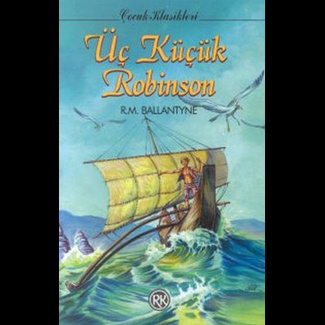 Çocuk Klasikleri
Üç Küçük
Robinson
R.M. BALLANTYNE
RK